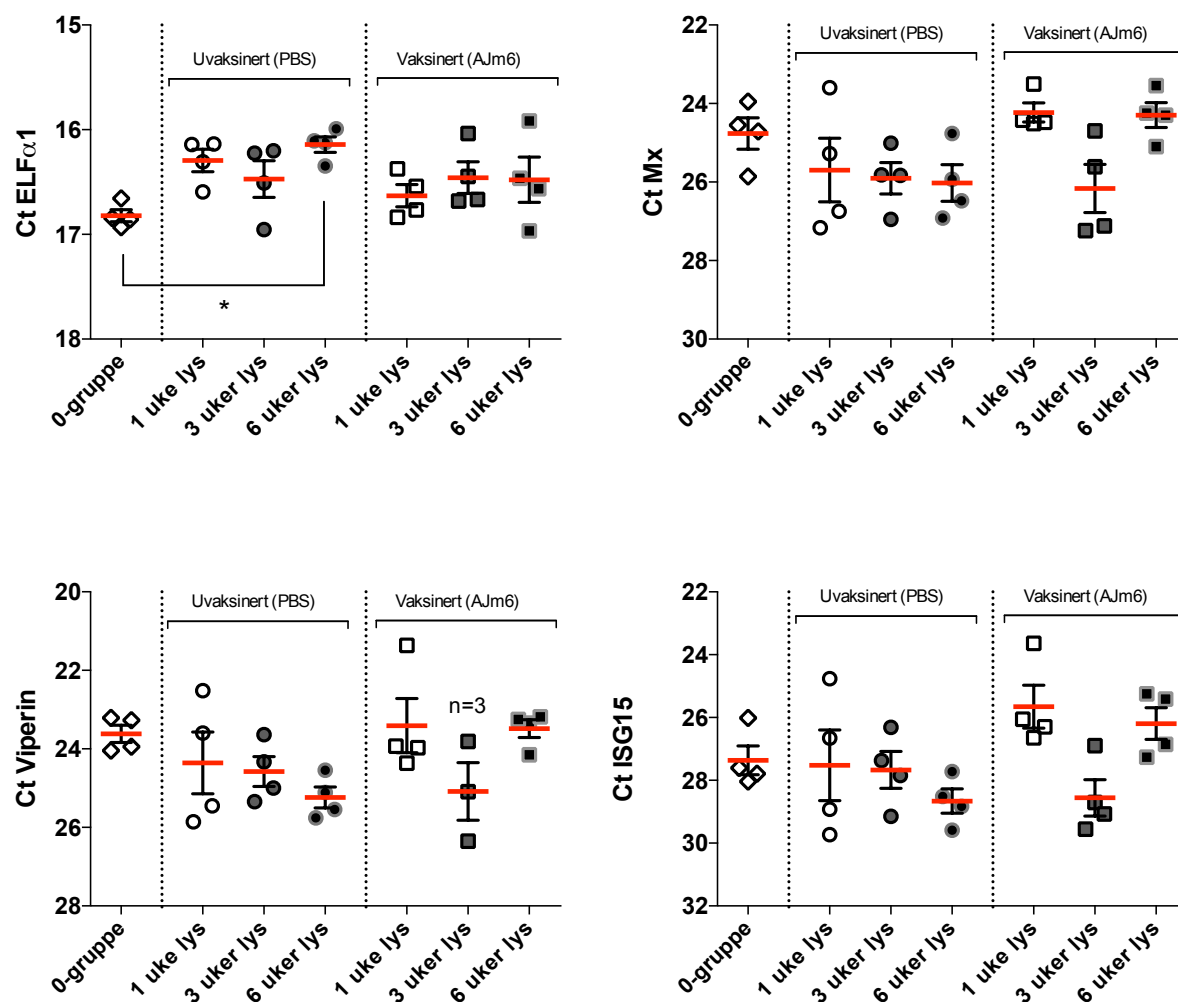 Ct ELFα1
15
16
17
18
Uvaksinert (PBS)
Vaksinert (AJm6)
*
0-gruppe
1 uke lys
3 uker lys
6 uker lys
1 uke lys
3 uker lys
6 uker lys
Ct Mx
22
24
26
28
30
Uvaksinert (PBS)
Vaksinert (AJm6)
0-gruppe
1 uke lys
3 uker lys
6 uker lys
1 uke lys
3 uker lys
6 uker lys
Ct Viperin
20
22
24
26
28
Uvaksinert (PBS)
Vaksinert (AJm6)
n=3
0-gruppe
1 uke lys
3 uker lys
6 uker lys
1 uke lys
3 uker lys
6 uker lys
Ct ISG15
22
24
26
28
30
32
Uvaksinert (PBS)
Vaksinert (AJm6)
0-gruppe
1 uke lys
3 uker lys
6 uker lys
1 uke lys
3 uker lys
6 uker lys